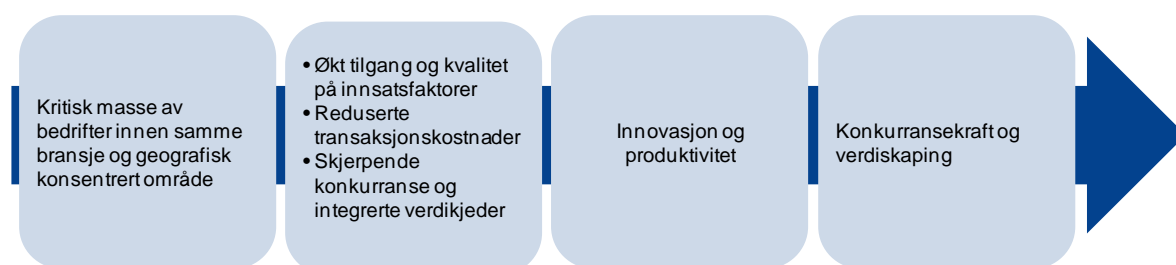 Kritisk masse av
bedrifter innen samme
bransje og geografisk
konsentrert område
• Økt tilgang og kvalitet
på innsatsfaktorer
• Reduserte
transaksjonskostnader
• Skjerpende
konkurranse og
integrerte verdikjeder
Innovasjon og
produktivitet
Konkurransekraft og
verdiskaping